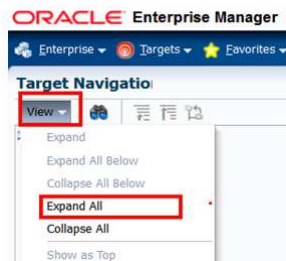 ORACLE Enterprise Manager
Enterprise Targets Favorites
Target Navigatio
View
Expand
Expand All Below
Collapse All Below
Expand All
Collapse All
Show as Top